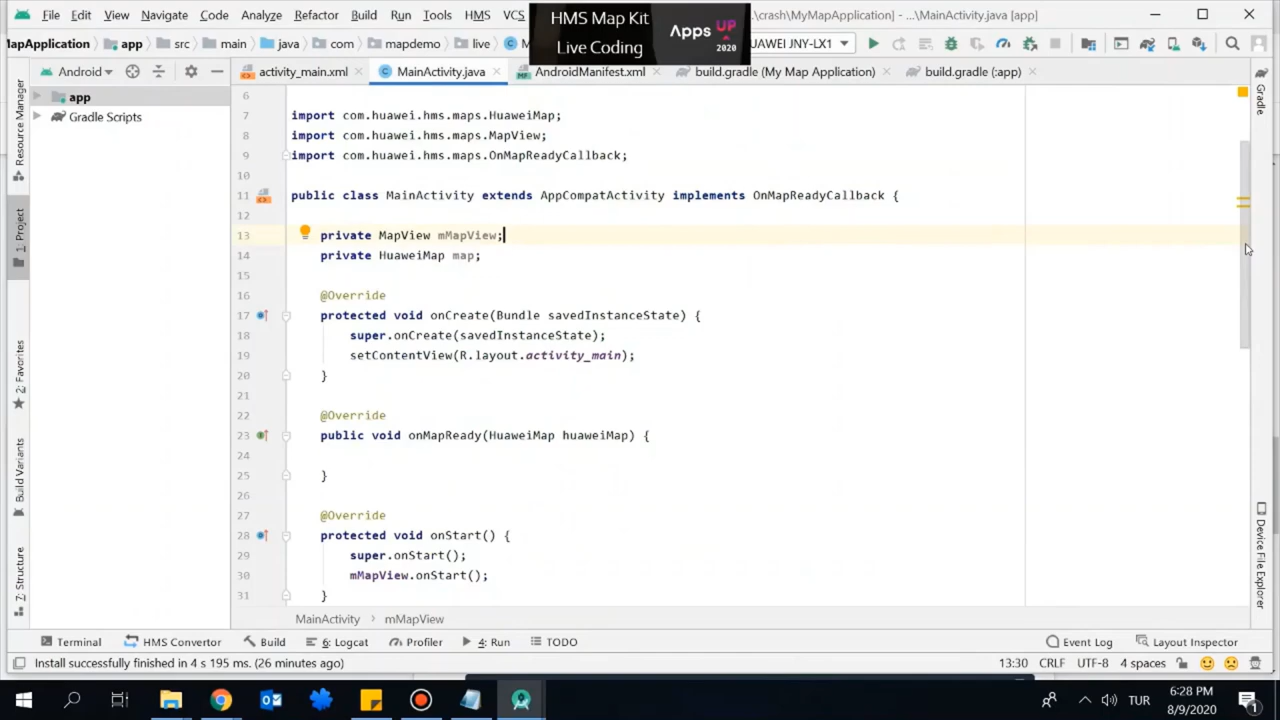 File Edit View Navigate Code Analyze Refactor Build Run Tools HMS VCS
HMS Map Kit
Live Coding
Apps UP
2020
\crash\MyMapApplication] - ...\MainActivity.java [app]
MapApplication app src main java com mapdemo live
UAWEI JNY-LX1
Android
activity_main.xml
MainActivity.java
AndroidManifest.xml
build.gradle (My Map Application)
build.gradle (:app)
app
Gradle Scripts
Resource Manager
1: Project
2: Favorites
Build Variants
7: Structure
Gradle
Device File Explorer
6
7 import com.huawei.hms.maps.HuaweiMap;
8 import com.huawei.hms.maps.MapView;
9 import com.huawei.hms.maps.OnMapReadyCallback;
10
11 public class MainActivity extends AppCompatActivity implements OnMapReadyCallback {
12
13 private MapView mMapView;
14 private HuaweiMap map;
15
16 @Override
17 protected void onCreate(Bundle savedInstanceState) {
18 super.onCreate(savedInstanceState);
19 setContentView(R.layout.activity_main);
20 }
21
22 @Override
23 public void onMapReady(HuaweiMap huaweiMap) {
24
25 }
26
27 @Override
28 protected void onStart() {
29 super.onStart();
30 mMapView.onStart();
31 }
MainActivity mMapView
Terminal HMS Convertor Build 6: Logcat Profiler 4: Run TODO Event Log Layout Inspector
Install successfully finished in 4 s 195 ms. (26 minutes ago) 13:30 CRLF UTF-8 4 spaces
TUR
6:28 PM
8/9/2020
1